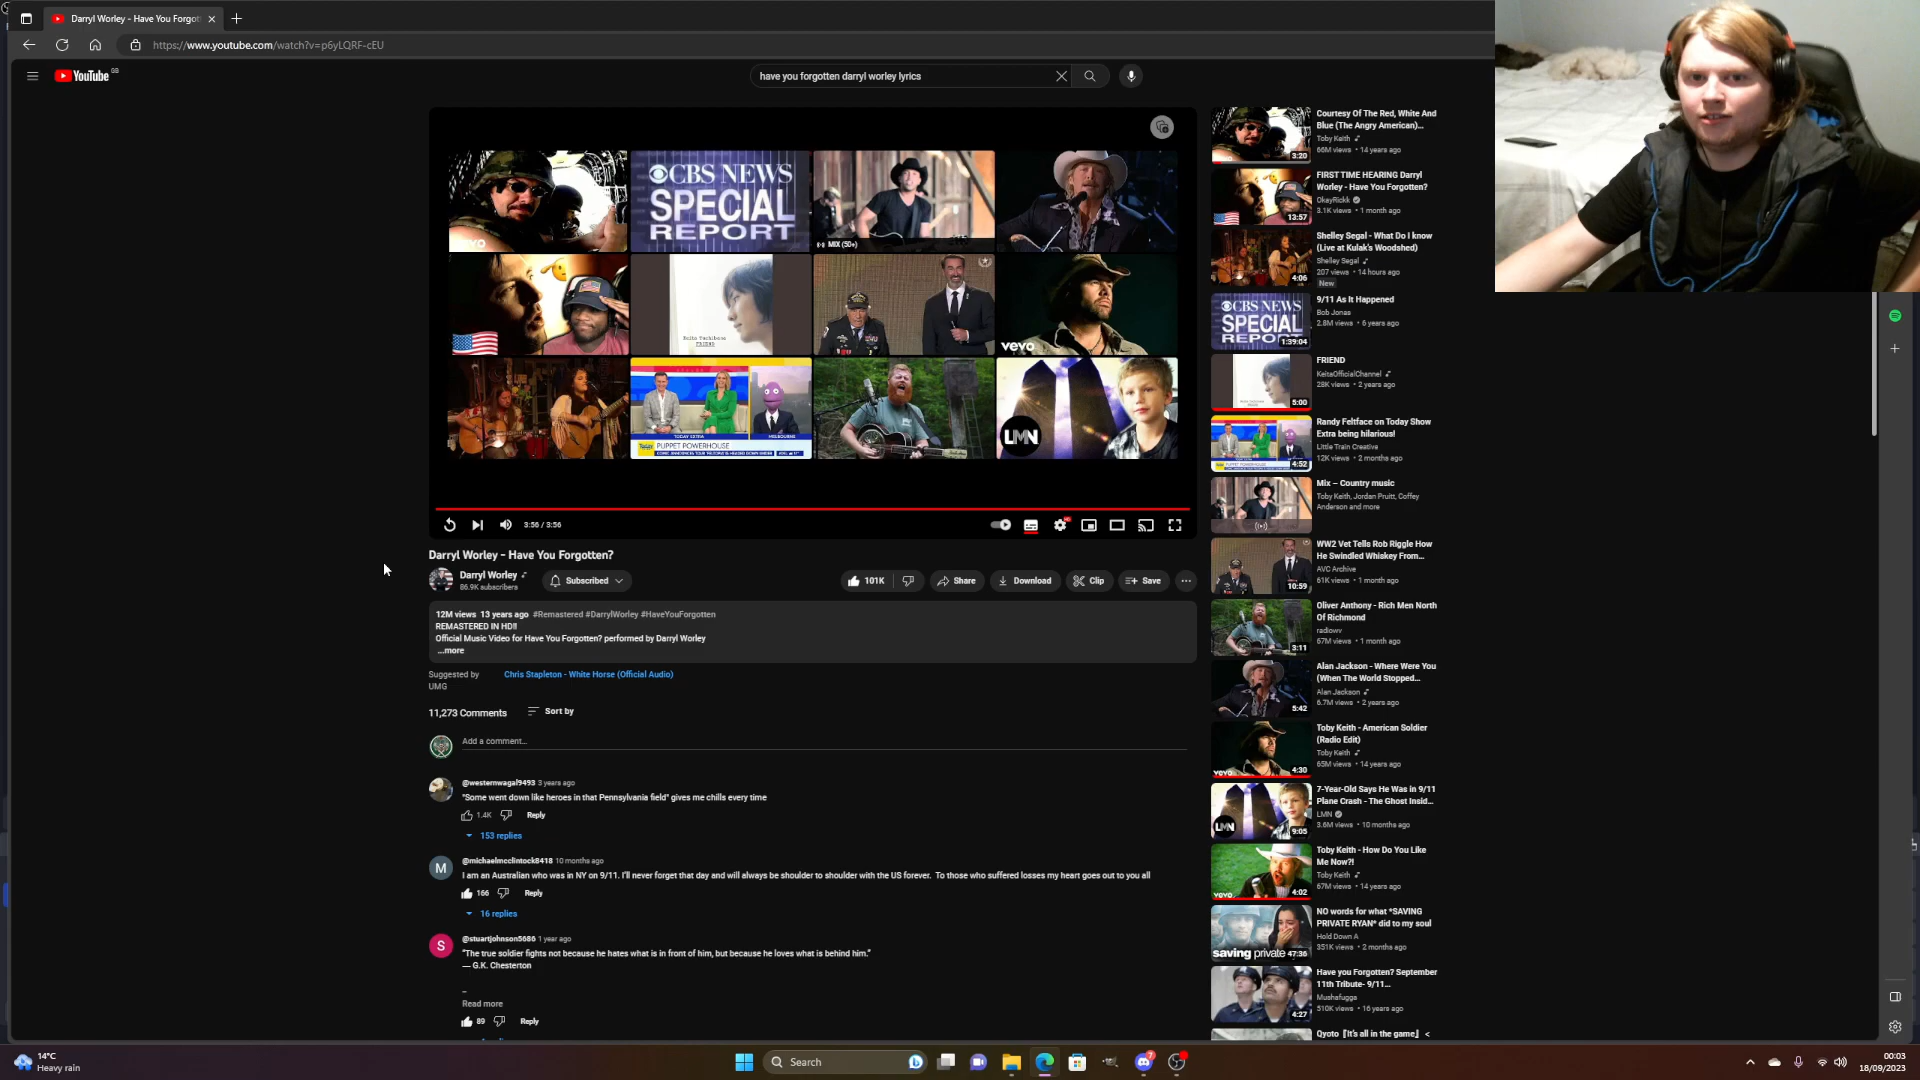 Darryl Worley - Have You Forgot
https://www.youtube.com/watch?v=p6yLQRF-cEU
YouTube GB
have you forgotten darryl worley lyrics
vevo
CBS NEWS
SPECIAL
REPORT
MIX (50+)
Keita Tachibana
FRIEND
vevo
TODAY EXTRA
MELBOURNE
PUPPET POWERHOUSE
LMN
3:56 / 3:56
Darryl Worley - Have You Forgotten?
Darryl Worley
86.9K subscribers
Subscribed
101K
Share
Download
Clip
Save
12M views 13 years ago #Remastered #DarrylWorley #HaveYouForgotten
REMASTERED IN HD!!
Official Music Video for Have You Forgotten? performed by Darryl Worley
...more
Suggested by
UMG
Chris Stapleton - White Horse (Official Audio)
11,273 Comments
Sort by
Add a comment...
@westernwagal9493 3 years ago
"Some went down like heroes in that Pennsylvania field" gives me chills every time
1.4K
Reply
153 replies
M
@michaelmcclintock8418 10 months ago
I am an Australian who was in NY on 9/11. I'll never forget that day and will always be shoulder to shoulder with the US forever. To those who suffered losses my heart goes out to you all
166
Reply
16 replies
S
@stuartjohnson5686 1 year ago
"The true soldier fights not because he hates what is in front of him, but because he loves what is behind him."
— G.K. Chesterton
_
Read more
89
Reply
3:20
Courtesy Of The Red, White And
Blue (The Angry American)...
Toby Keith
66M views • 14 years ago
13:57
FIRST TIME HEARING Darryl
Worley - Have You Forgotten?
OkayRickk
3.1K views • 1 month ago
4:06
Shelley Segal - What Do I know
(Live at Kulak's Woodshed)
Shelley Segal
207 views • 14 hours ago
New
CBS NEWS
SPECIAL
REPO
1:39:04
9/11 As It Happened
Bob Jonas
2.8M views • 6 years ago
5:00
FRIEND
KeitaOfficialChannel
28K views • 2 years ago
4:52
Randy Feltface on Today Show
Extra being hilarious!
Little Train Creative
12K views • 2 months ago
Mix – Country music
Toby Keith, Jordan Pruitt, Coffey
Anderson and more
10:59
WW2 Vet Tells Rob Riggle How
He Swindled Whiskey From...
AVC Archive
61K views • 1 month ago
3:11
Oliver Anthony - Rich Men North
Of Richmond
radiowv
67M views • 1 month ago
5:42
Alan Jackson - Where Were You
(When The World Stopped...
Alan Jackson
6.7M views • 2 years ago
vevo
4:30
Toby Keith - American Soldier
(Radio Edit)
Toby Keith
65M views • 14 years ago
LMN
9:05
7-Year-Old Says He Was in 9/11
Plane Crash - The Ghost Insid...
LMN
3.6M views • 10 months ago
vevo
4:02
Toby Keith - How Do You Like
Me Now?!
Toby Keith
67M views • 14 years ago
saving private
47:36
NO words for what *SAVING
PRIVATE RYAN* did to my soul
Hold Down A
351K views • 2 months ago
4:27
Have you Forgotten? September
11th Tribute- 9/11...
Mushafugga
510K views • 16 years ago
Qyoto『It's all in the game』 <
14°C
Heavy rain
Search
7
00:03
18/09/2023